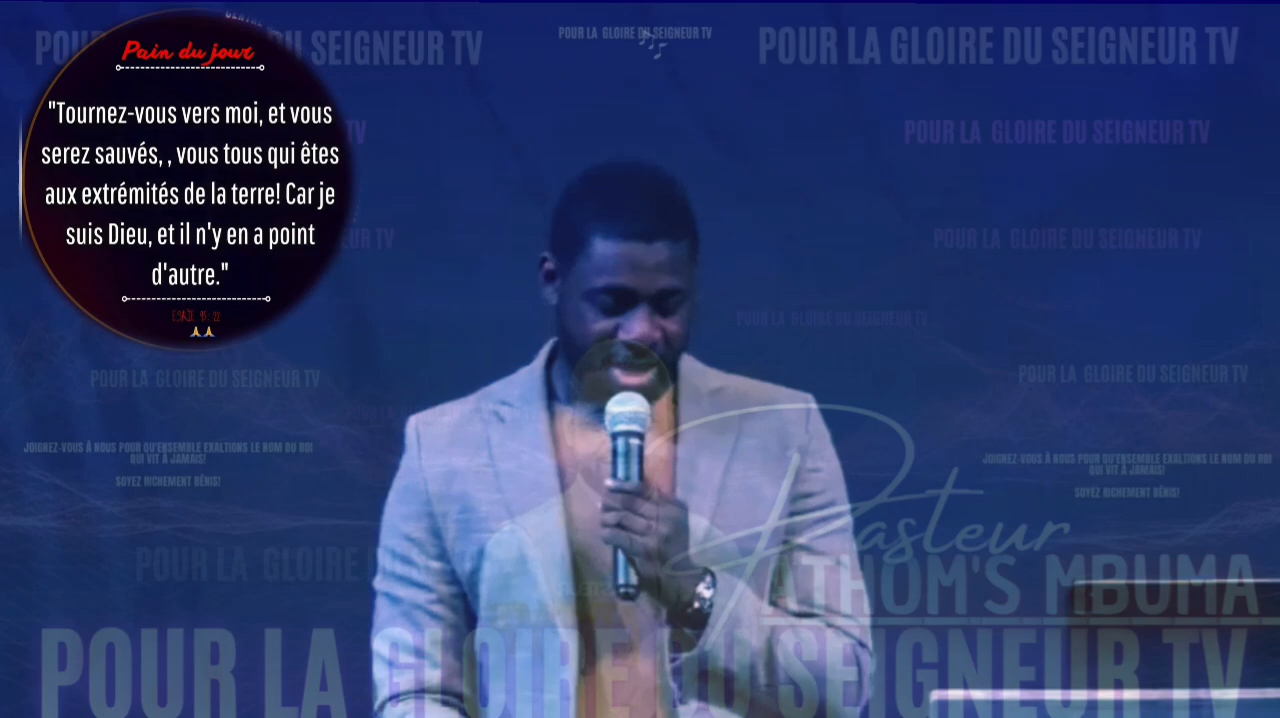 POUR LA GLOIRE DU SEIGNEUR TV
POUR LA GLOIRE DU SEIGNEUR TV
Pain du jour
"Tournez-vous vers moi, et vous
serez sauvés, , vous tous qui êtes
aux extrémités de la terre! Car je
suis Dieu, et il n'y en a point
d'autre."
POUR LA GLOIRE DU SEIGNEUR TV
POUR LA GLOIRE DU SEIGNEUR TV
SEIGNEUR TV
TV
EUR TV
POUR LA GLOIRE DU SEIGNEUR TV
POUR LA GLOIRE DU SEIGNEUR TV
POUR LA GLOIRE DU SEIGNEUR TV
JOIGNEZ-VOUS À NOUS POUR QU'ENSEMBLE EXALTIONS LE NOM DU ROI
QUI VIT À JAMAIS!
SOYEZ RICHEMENT BÉNIS!
JOIGNEZ-VOUS À NOUS POUR QU'ENSEMBLE EXALTIONS LE NOM DU ROI
QUI VIT À JAMAIS!
SOYEZ RICHEMENT BÉNIS!
POUR LA GLOIRE
Pasteur
ATHOM'S MBUMA
POUR LA GLOIRE DU SEIGNEUR TV